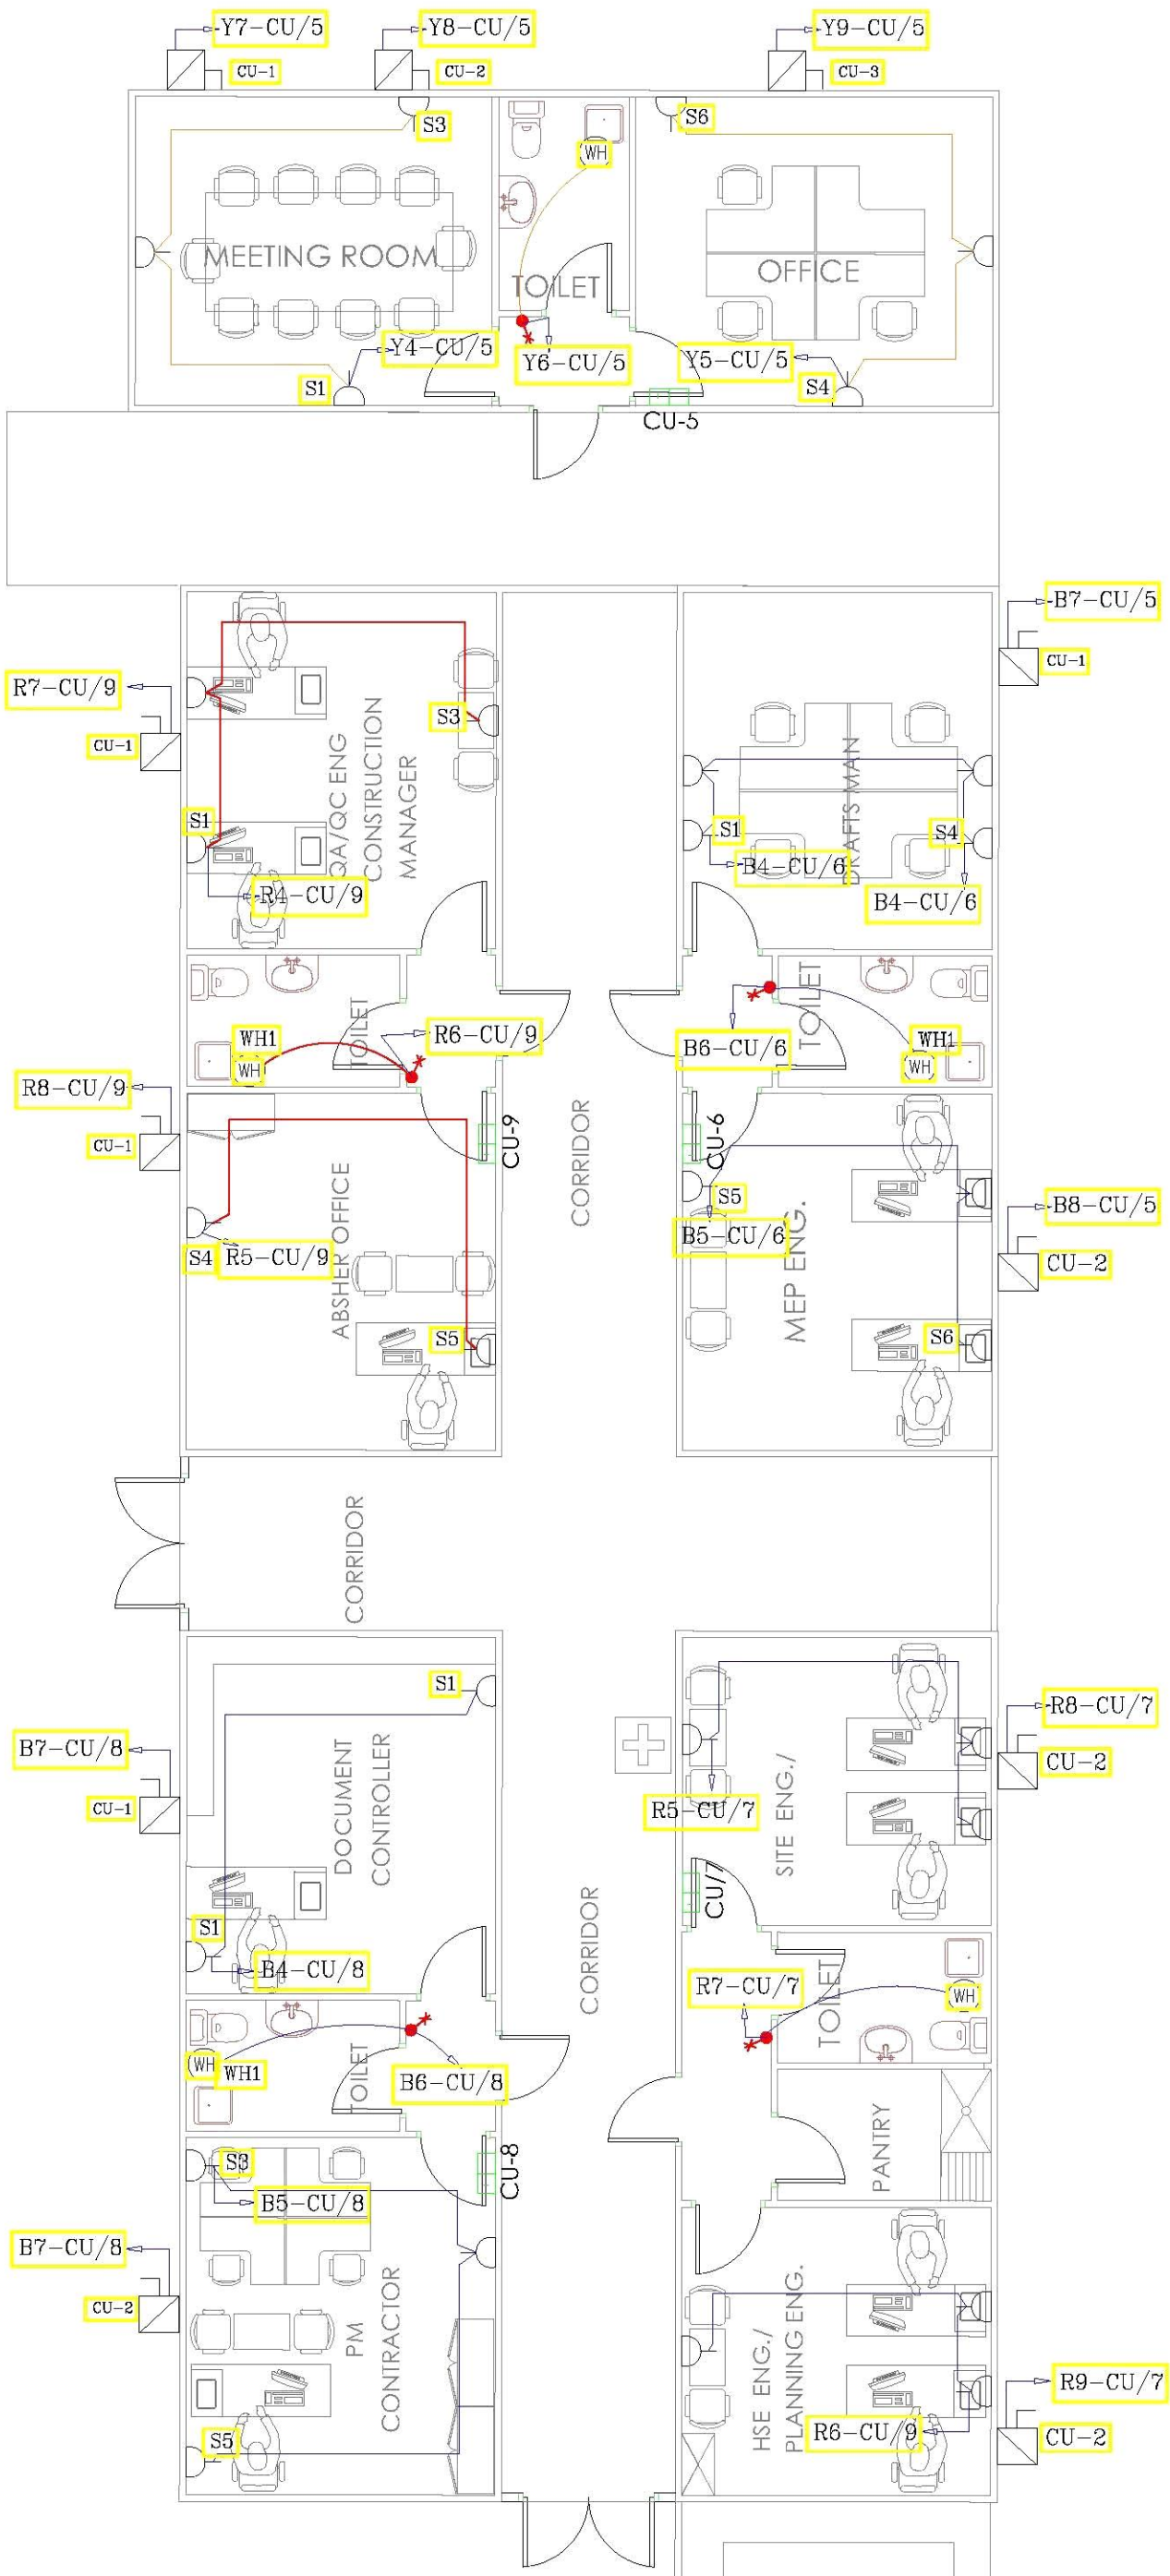 Y7-CU/5
Y8-CU/5
Y9-CU/5
CU-1
CU-2
CU-3
S3
S6
WH
MEETING ROOM
TOILET
OFFICE
Y4-CU/5
Y6-CU/5
Y5-CU/5
S1
S4
CU-5
B7-CU/5
CU-1
R7-CU/9
CU-1
S3
QA/QC ENG
CONSTRUCTION
MANAGER
S1
R4-CU/9
DRAFTS MAN
S1
S4
B4-CU/6
B4-CU/6
TOILET
WH1
WH
R6-CU/9
TOILET
B6-CU/6
WH1
WH
R8-CU/9
CU-1
CU-9
CORRIDOR
CU-6
S5
B5-CU/6
MEP ENG.
S6
B8-CU/5
CU-2
S4
R5-CU/9
ABSHER OFFICE
S5
CORRIDOR
S1
B7-CU/8
CU-1
DOCUMENT
CONTROLLER
S1
B4-CU/8
R5-CU/7
SITE ENG./
R8-CU/7
CU-2
CU/7
CORRIDOR
R7-CU/7
TOILET
WH
WH
WH1
TOILET
B6-CU/8
CU-8
PANTRY
S3
B5-CU/8
B7-CU/8
CU-2
PM
CONTRACTOR
S5
HSE ENG./
PLANNING ENG.
R6-CU/9
R9-CU/7
CU-2